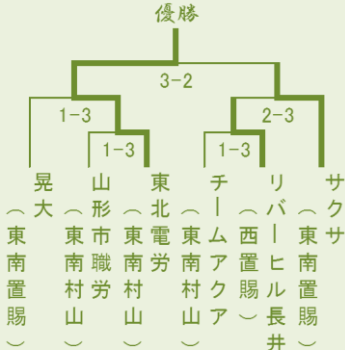 優勝
3-2
1-3
2-3
1-3
1-3
晃大
（東南置賜）
山形市職労
（東南村山）
東北電労
（東南村山）
チームアクア
（東南村山）
リバーヒル長井
（西置賜）
サクサ
（東南置賜）